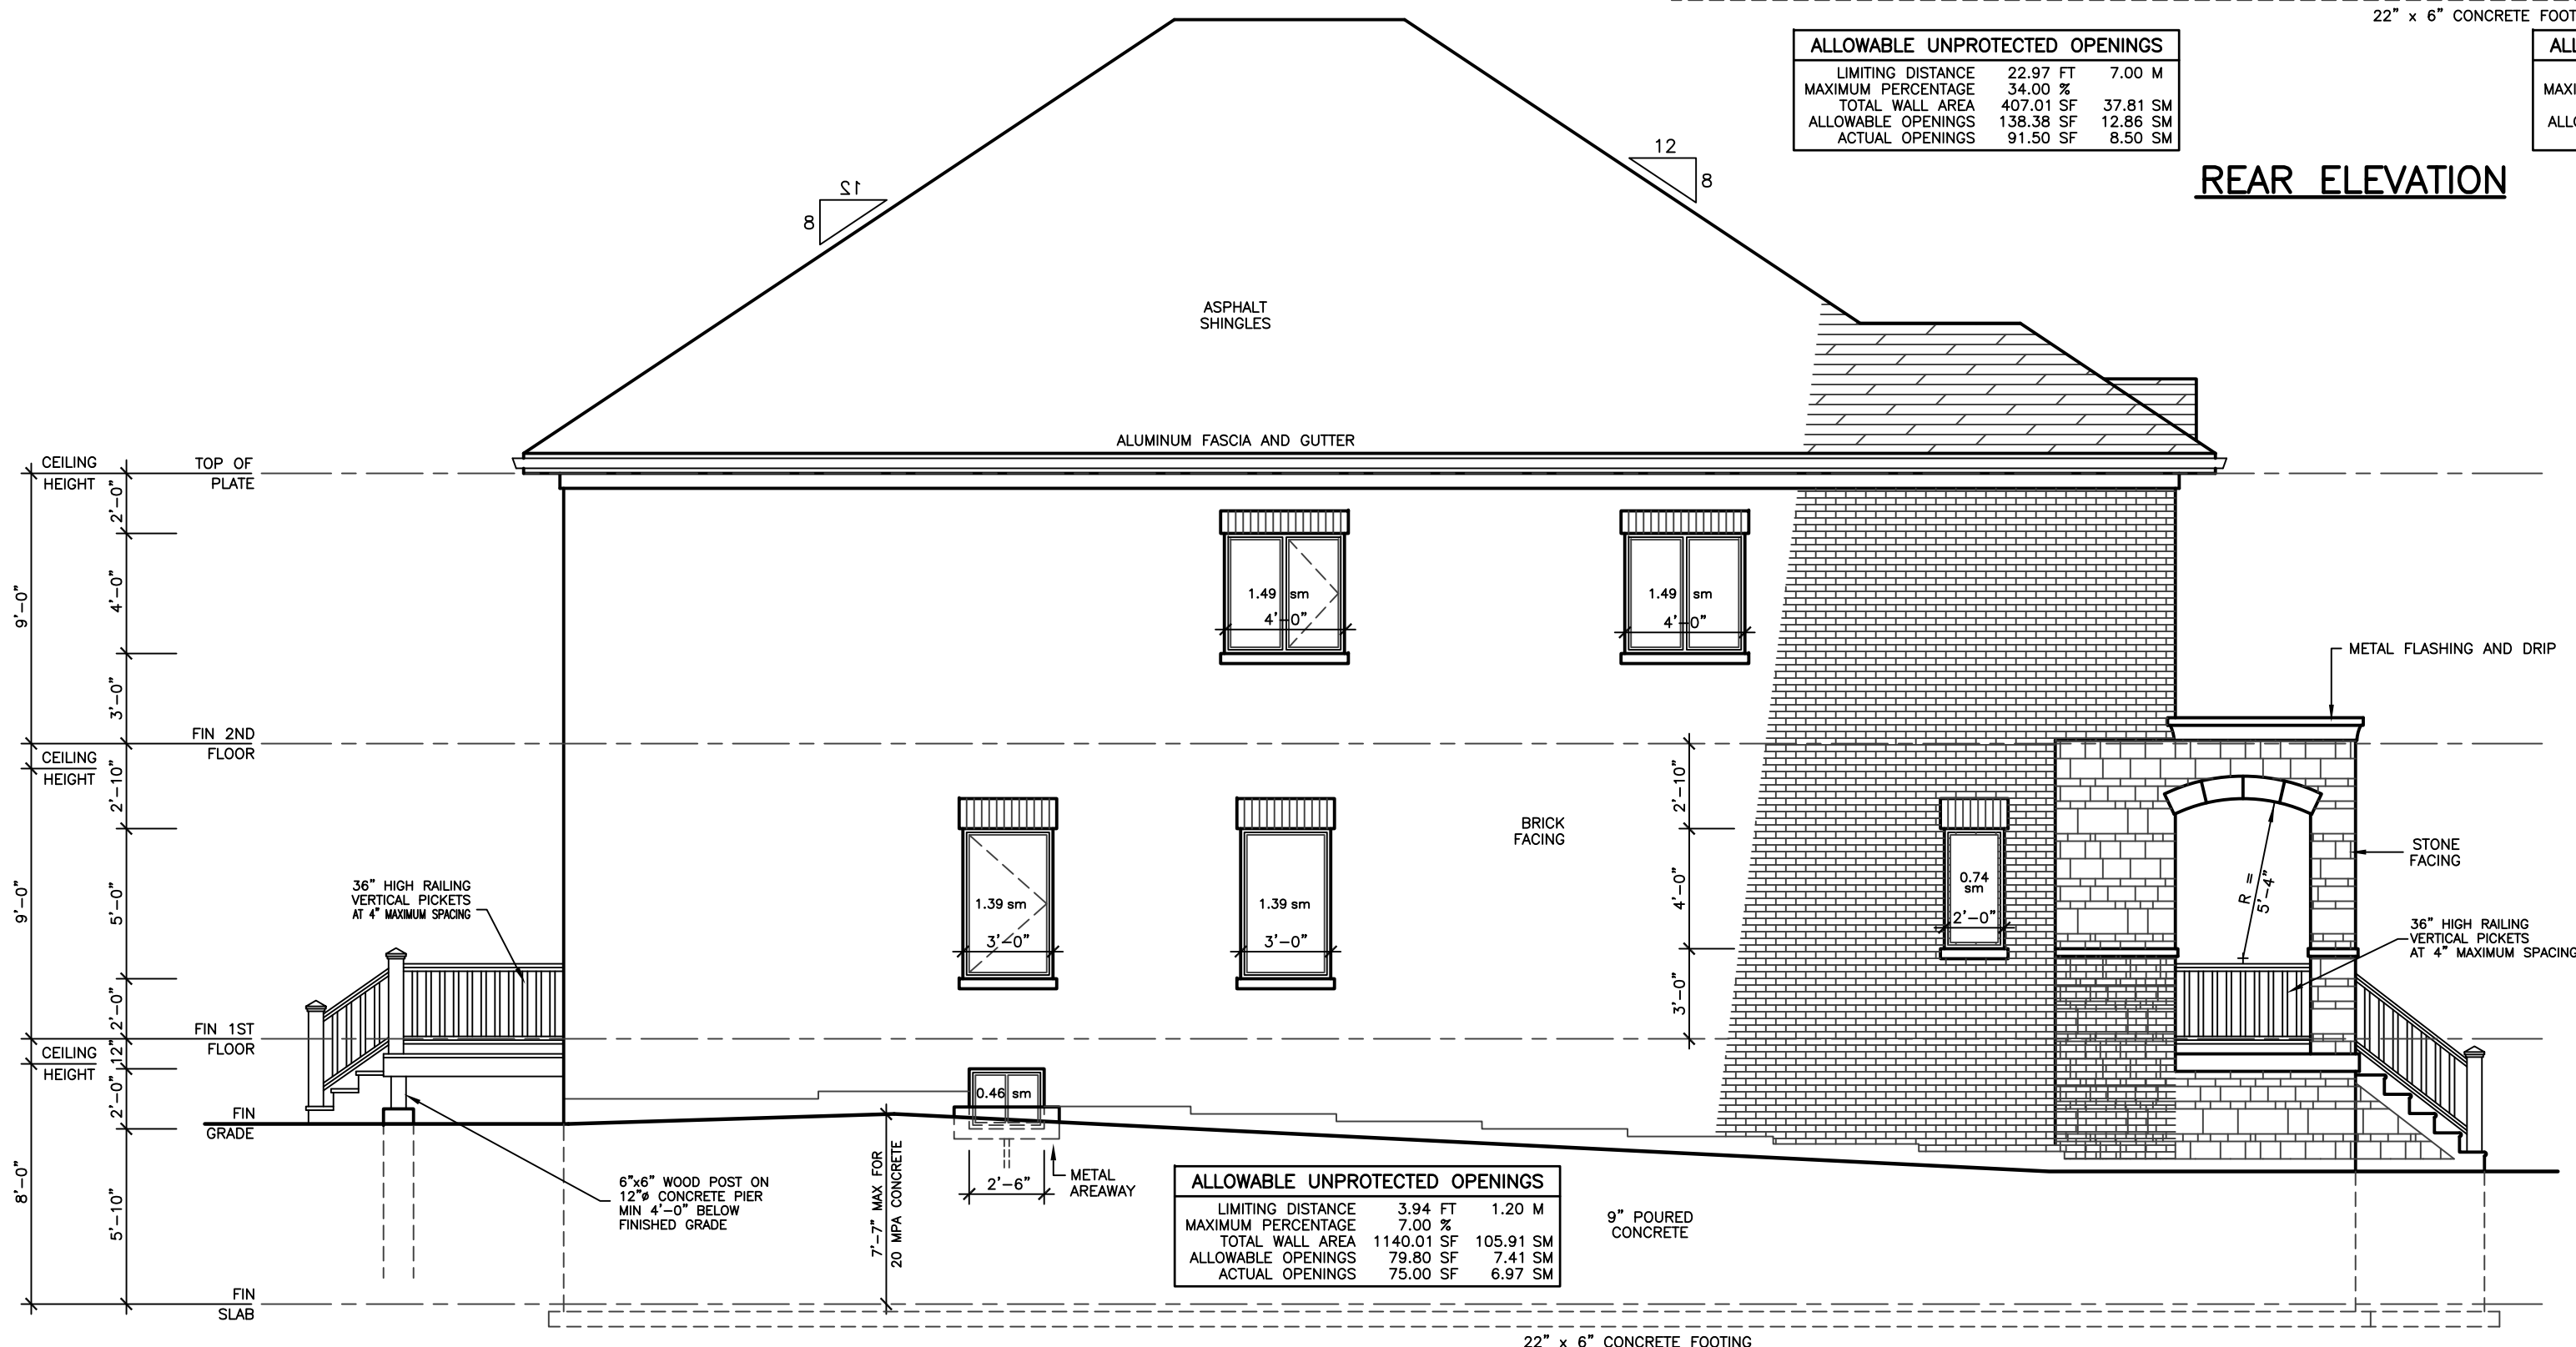 22" x 6" CONCRETE FOOT
ALLOWABLE UNPROTECTED OPENINGS
LIMITING DISTANCE 22.97 FT 7.00 M
MAXIMUM PERCENTAGE 34.00 %
TOTAL WALL AREA 407.01 SF 37.81 SM
ALLOWABLE OPENINGS 138.38 SF 12.86 SM
ACTUAL OPENINGS 91.50 SF 8.50 SM
ALL
MAXI
ALLO
REAR ELEVATION
12
8
12
8
ASPHALT
SHINGLES
ALUMINUM FASCIA AND GUTTER
CEILING
HEIGHT
TOP OF
PLATE
2'-0"
4'-0"
3'-0"
9'-0"
1.49 sm
4'-0"
1.49 sm
4'-0"
METAL FLASHING AND DRIP
FIN 2ND
FLOOR
CEILING
HEIGHT
2'-10"
5'-0"
2'-0"
9'-0"
2'-10"
4'-0"
3'-0"
BRICK
FACING
STONE
FACING
36" HIGH RAILING
VERTICAL PICKETS
AT 4" MAXIMUM SPACING
1.39 sm
3'-0"
1.39 sm
3'-0"
0.74
sm
2'-0"
R =
5'-4"
36" HIGH RAILING
VERTICAL PICKETS
AT 4" MAXIMUM SPACING
FIN 1ST
FLOOR
CEILING
HEIGHT
12"
2'-0"
5'-10"
8'-0"
0.46 sm
FIN
GRADE
6"x6" WOOD POST ON
12"ø CONCRETE PIER
MIN 4'-0" BELOW
FINISHED GRADE
7'-7" MAX FOR
20 MPA CONCRETE
2'-6"
METAL
AREAWAY
ALLOWABLE UNPROTECTED OPENINGS
LIMITING DISTANCE 3.94 FT 1.20 M
MAXIMUM PERCENTAGE 7.00 %
TOTAL WALL AREA 1140.01 SF 105.91 SM
ALLOWABLE OPENINGS 79.80 SF 7.41 SM
ACTUAL OPENINGS 75.00 SF 6.97 SM
9" POURED
CONCRETE
FIN
SLAB
22" x 6" CONCRETE FOOTING